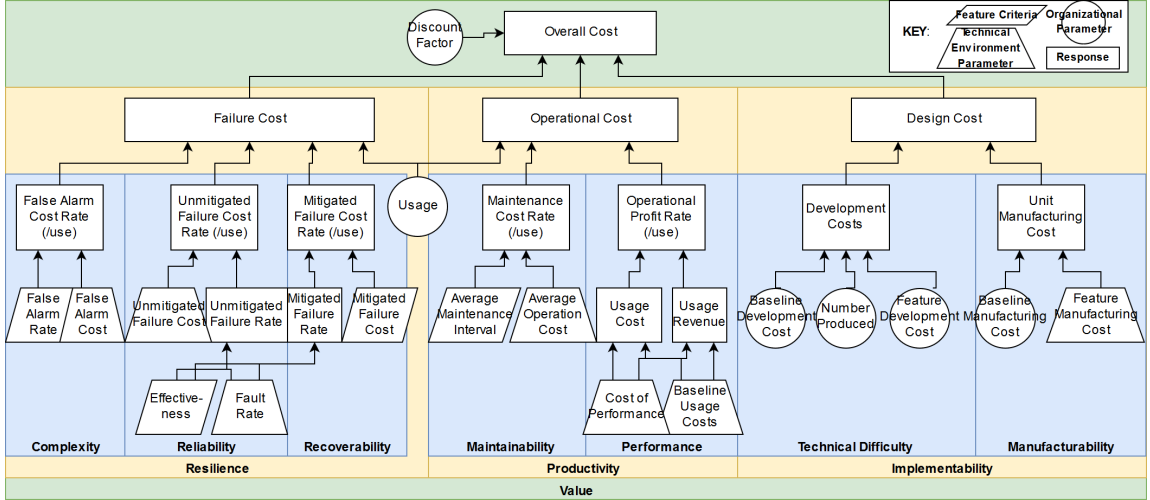 Discount
Factor
Overall Cost
KEY:
Feature Criteria
Organizational
Parameter
Technical
Environment
Parameter
Response
Failure Cost
Operational Cost
Design Cost
False Alarm
Cost Rate
(/use)
Unmitigated
Failure Cost
Rate (/use)
Mitigated
Failure Cost
Rate (/use)
Usage
Maintenance
Cost Rate
(/use)
Operational
Profit Rate
(/use)
Development
Costs
Unit
Manufacturing
Cost
False
Alarm
Rate
False
Alarm
Cost
Unmitigated
Failure Cost
Unmitigated
Failure Rate
Mitigated
Failure
Rate
Mitigated
Failure
Cost
Average
Maintenance
Interval
Average
Operation
Cost
Usage
Cost
Usage
Revenue
Baseline
Development
Cost
Number
Produced
Feature
Development
Cost
Baseline
Manufacturing
Cost
Feature
Manufacturing
Cost
Effective-
ness
Fault
Rate
Cost of
Performance
Baseline
Usage
Costs
Complexity
Reliability
Recoverability
Maintainability
Performance
Technical Difficulty
Manufacturability
Resilience
Productivity
Implementability
Value